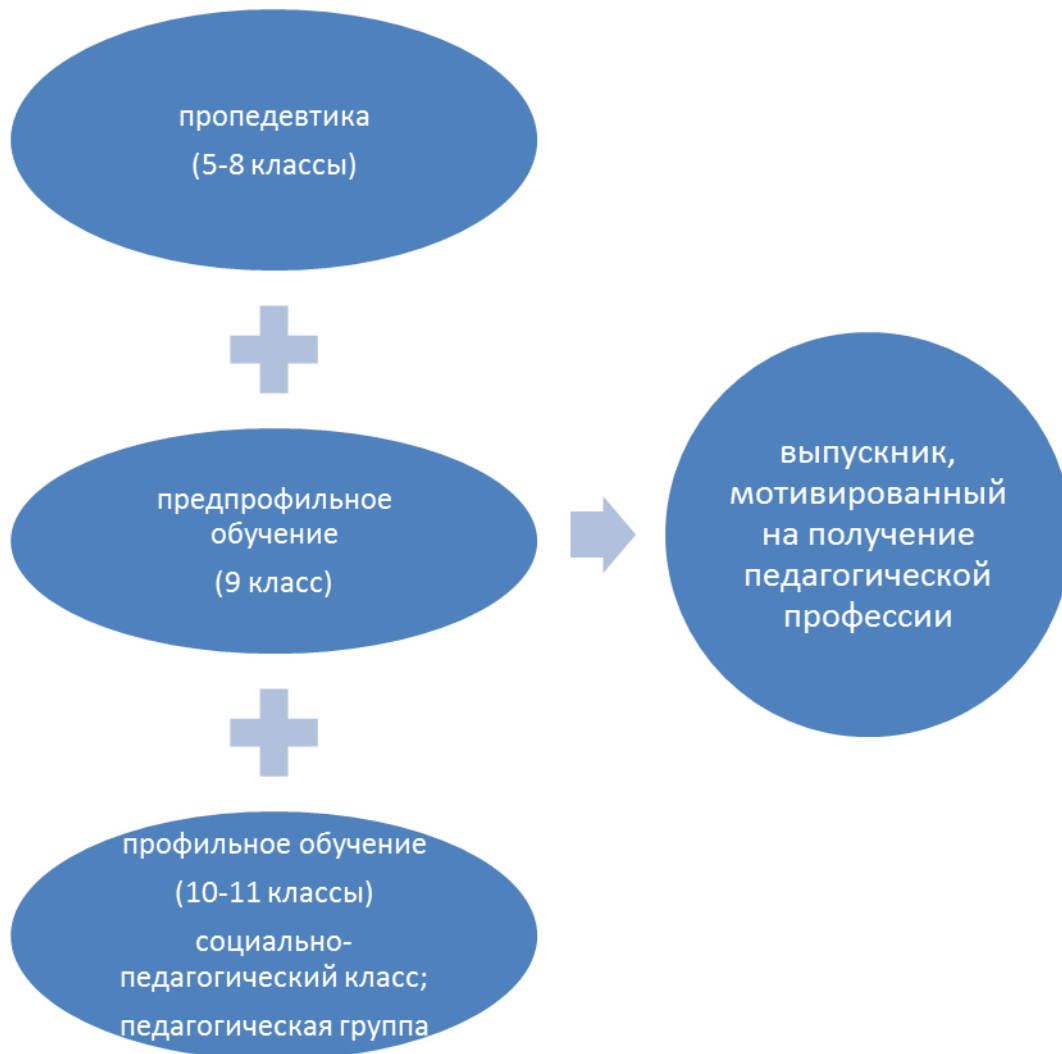 пропедевтика
(5-8 классы)
предпрофильное
обучение
(9 класс)
выпускник,
мотивированный
на получение
педагогической
профессии
профильное обучение
(10-11 классы)
социально-
педагогический класс;
педагогическая группа